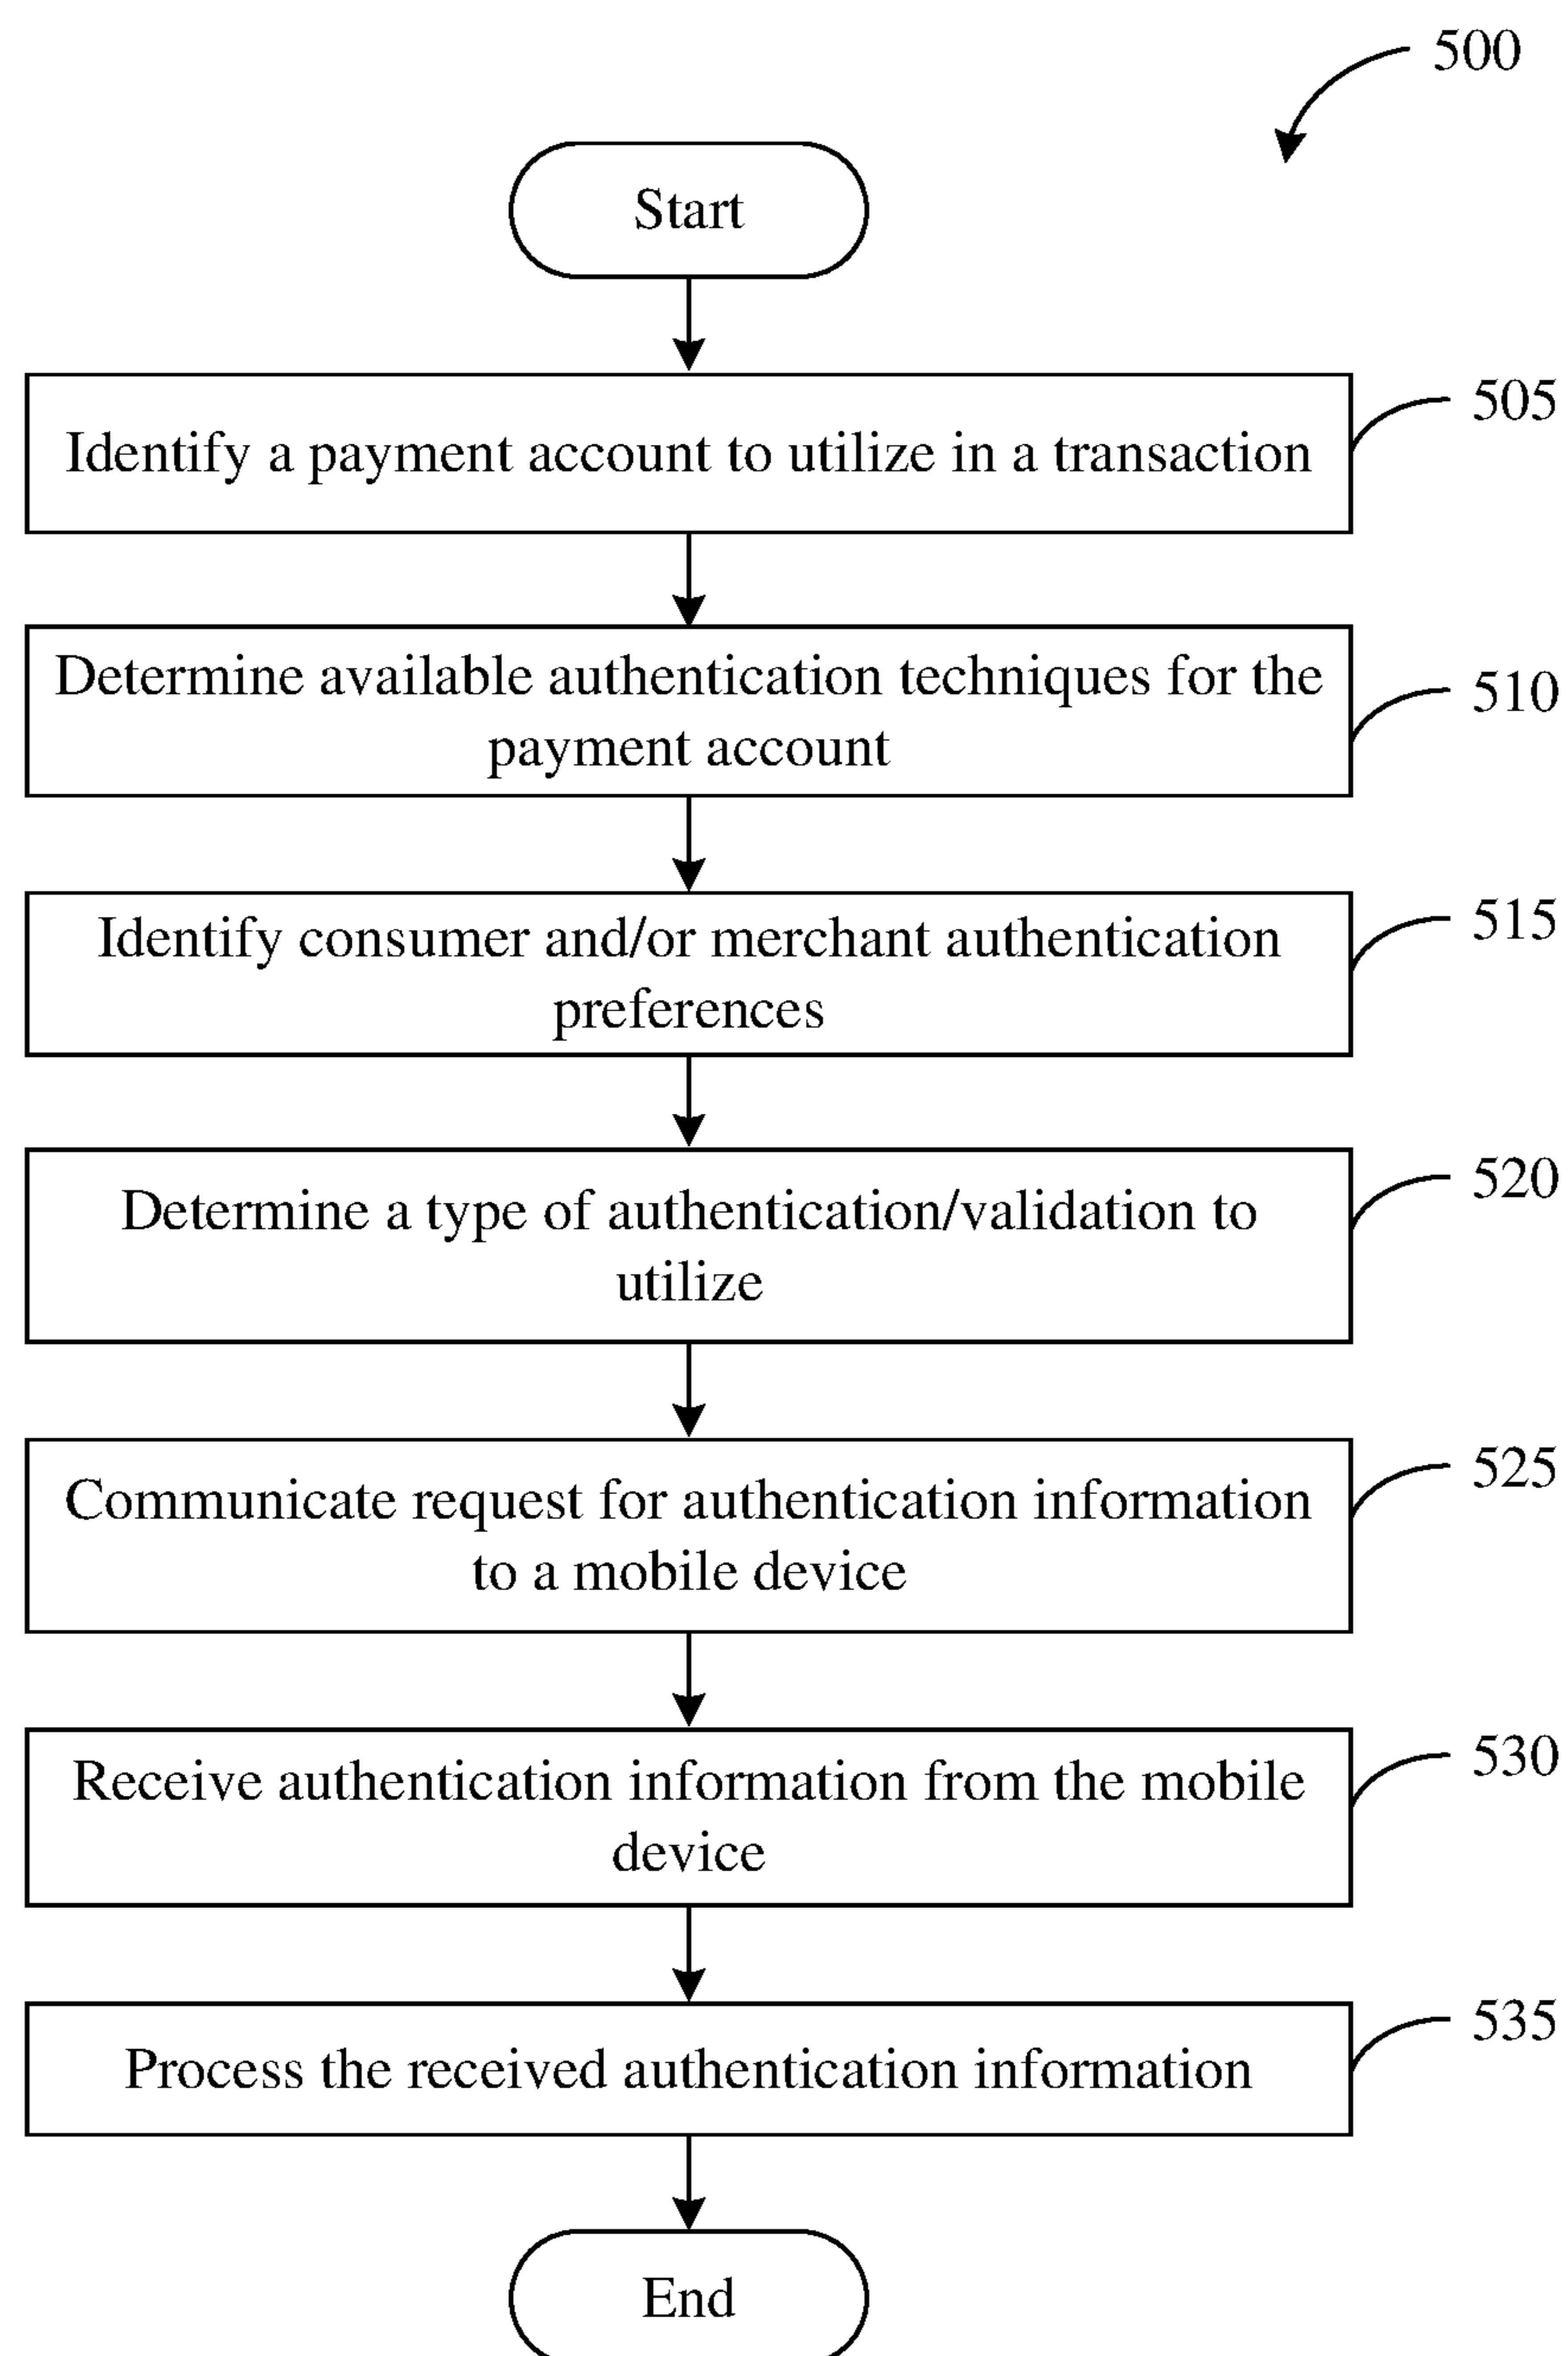 500
Start
Identify a payment account to utilize in a transaction
505
Determine available authentication techniques for the
payment account
510
Identify consumer and/or merchant authentication
preferences
515
Determine a type of authentication/validation to
utilize
520
Communicate request for authentication information
to a mobile device
525
Receive authentication information from the mobile
device
530
Process the received authentication information
535
End